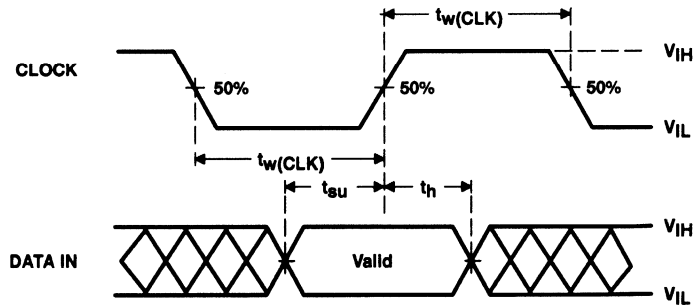 tw(CLK)
VIH
CLOCK
50%
50%
50%
VIL
tw(CLK)
tsu
th
VIH
DATA IN
Valid
VIL